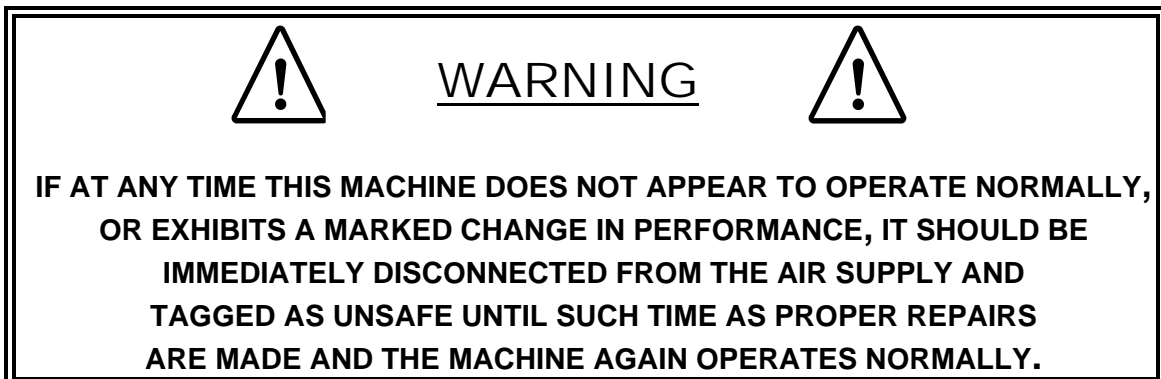 WARNING
IF AT ANY TIME THIS MACHINE DOES NOT APPEAR TO OPERATE NORMALLY,
OR EXHIBITS A MARKED CHANGE IN PERFORMANCE, IT SHOULD BE
IMMEDIATELY DISCONNECTED FROM THE AIR SUPPLY AND
TAGGED AS UNSAFE UNTIL SUCH TIME AS PROPER REPAIRS
ARE MADE AND THE MACHINE AGAIN OPERATES NORMALLY.